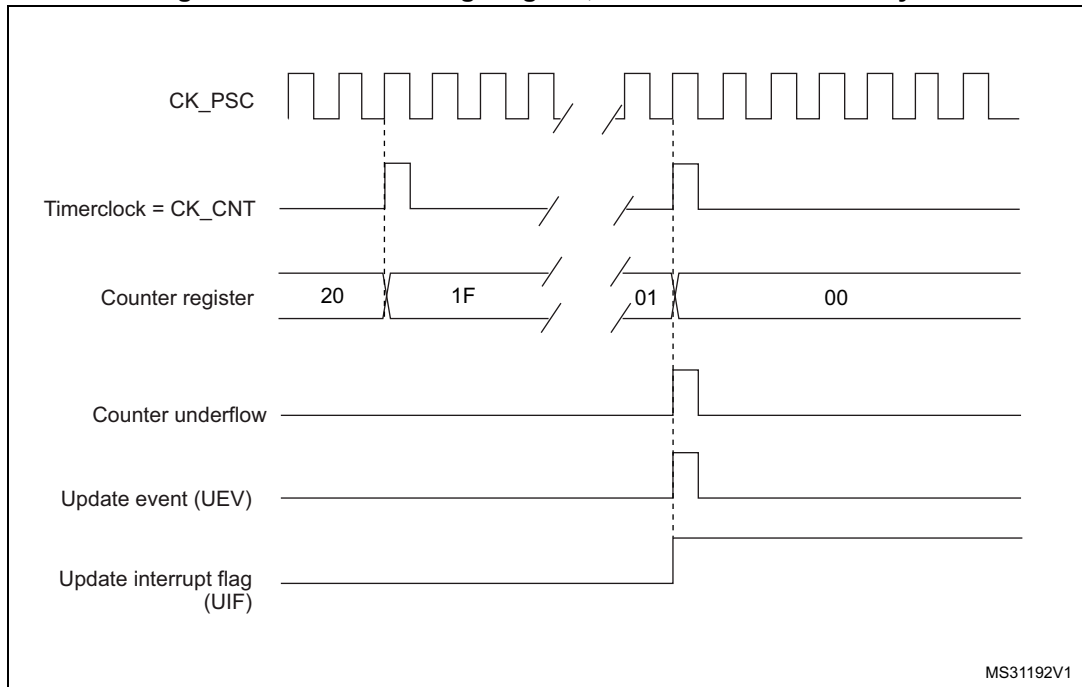 CK_PSC
Timerclock = CK_CNT
Counter register
20
1F
01
00
Counter underflow
Update event (UEV)
Update interrupt flag
(UIF)
MS31192V1